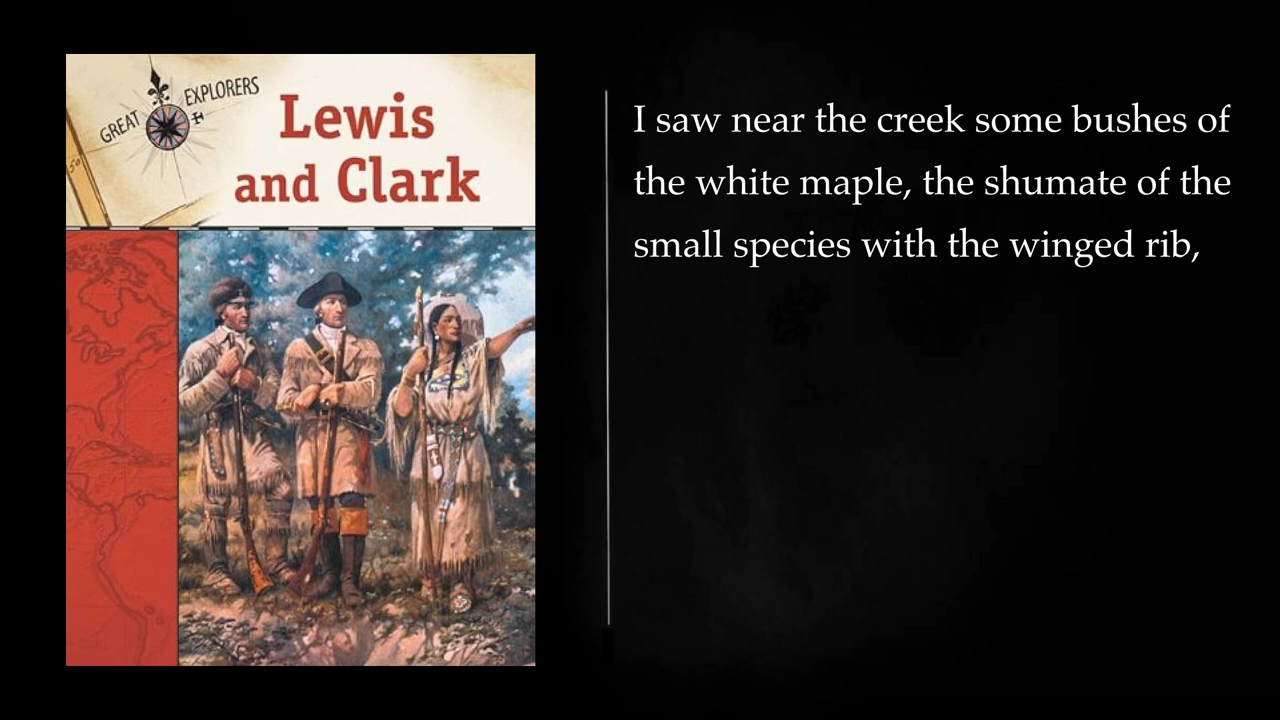 GREAT EXPLORERS
Lewis
and Clark
50
I saw near the creek some bushes of
the white maple, the shumate of the
small species with the winged rib,